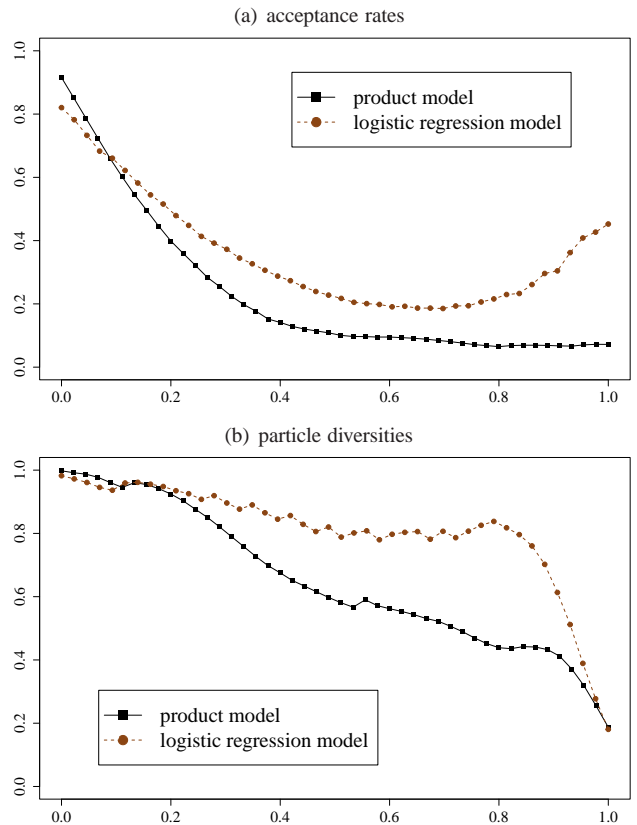 (a) acceptance rates
1.0
0.8
0.6
0.4
0.2
0.0
product model
logistic regression model
0.0 0.2 0.4 0.6 0.8 1.0
(b) particle diversities
1.0
0.8
0.6
0.4
0.2
0.0
product model
logistic regression model
0.0 0.2 0.4 0.6 0.8 1.0